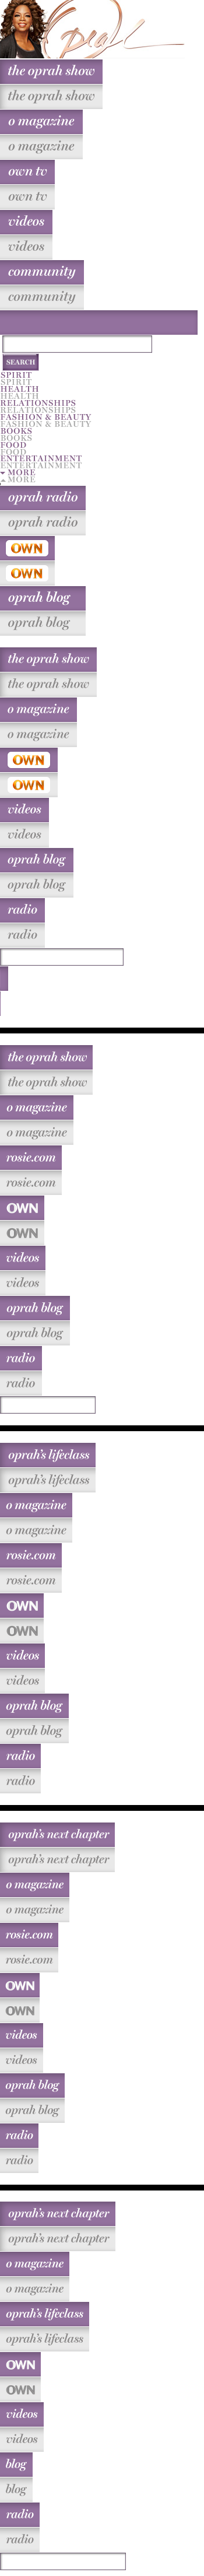 Oprah
the oprah show
the oprah show
o magazine
o magazine
own tv
own tv
videos
videos
community
community
SEARCH
SPIRIT
SPIRIT
HEALTH
HEALTH
RELATIONSHIPS
RELATIONSHIPS
FASHION & BEAUTY
FASHION & BEAUTY
BOOKS
BOOKS
FOOD
FOOD
ENTERTAINMENT
ENTERTAINMENT
MORE
MORE
oprah radio
oprah radio
OWN
OWN
oprah blog
oprah blog
the oprah show
the oprah show
o magazine
o magazine
OWN
OWN
videos
videos
oprah blog
oprah blog
radio
radio
the oprah show
the oprah show
o magazine
o magazine
rosie.com
rosie.com
OWN
OWN
videos
videos
oprah blog
oprah blog
radio
radio
oprah's lifeclass
oprah's lifeclass
o magazine
o magazine
rosie.com
rosie.com
OWN
OWN
videos
videos
oprah blog
oprah blog
radio
radio
oprah's next chapter
oprah's next chapter
o magazine
o magazine
rosie.com
rosie.com
OWN
OWN
videos
videos
oprah blog
oprah blog
radio
radio
oprah's next chapter
oprah's next chapter
o magazine
o magazine
oprah's lifeclass
oprah's lifeclass
OWN
OWN
videos
videos
blog
blog
radio
radio